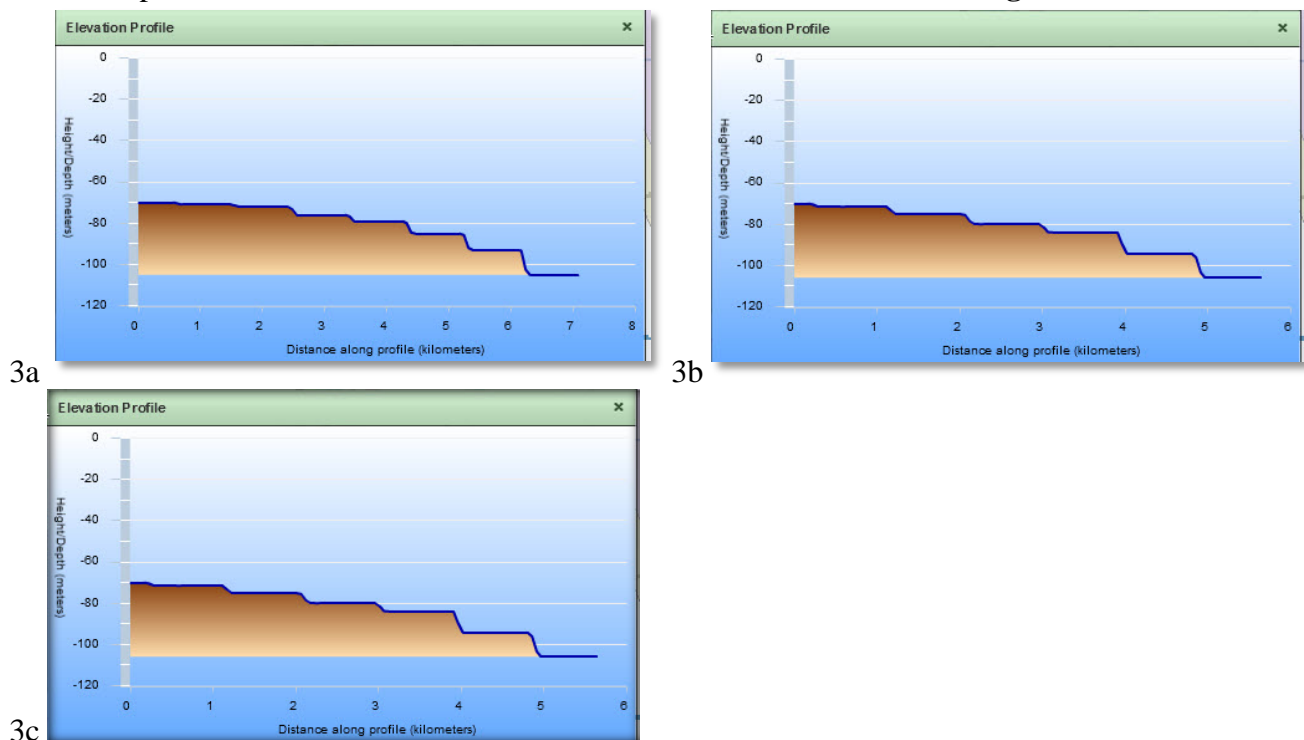 Elevation Profile ×
0
-20
-40
-60
-80
-100
-120
Height/Depth (meters)
0 1 2 3 4 5 6 7 8
Distance along profile (kilometers)
3a
Elevation Profile ×
0
-20
-40
-60
-80
-100
-120
Height/Depth (meters)
0 1 2 3 4 5 6
Distance along profile (kilometers)
3b
Elevation Profile ×
0
-20
-40
-60
-80
-100
-120
Height/Depth (meters)
0 1 2 3 4 5 6
Distance along profile (kilometers)
3c